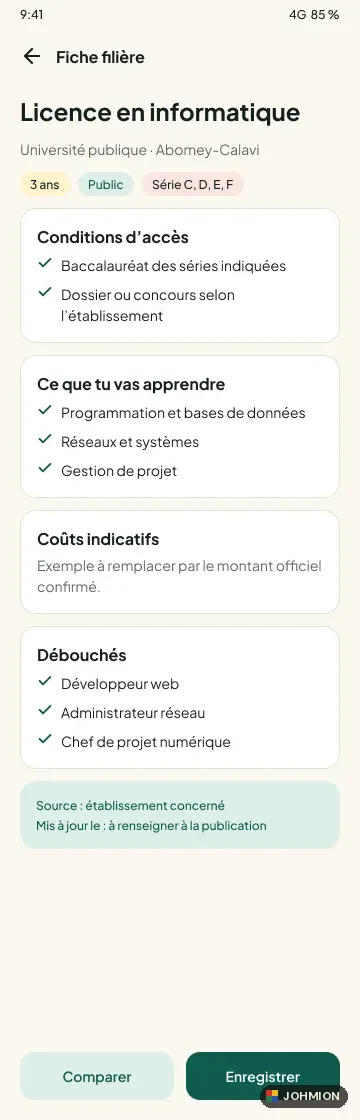 9:41
4G 85 %
Fiche filière
Licence en informatique
Université publique · Abomey-Calavi
3 ans
Public
Série C, D, E, F
Conditions d’accès
Baccalauréat des séries indiquées
Dossier ou concours selon
l’établissement
Ce que tu vas apprendre
Programmation et bases de données
Réseaux et systèmes
Gestion de projet
Coûts indicatifs
Exemple à remplacer par le montant officiel
confirmé.
Débouchés
Développeur web
Administrateur réseau
Chef de projet numérique
Source : établissement concerné
Mis à jour le : à renseigner à la publication
Comparer
Enregistrer
JOHMION